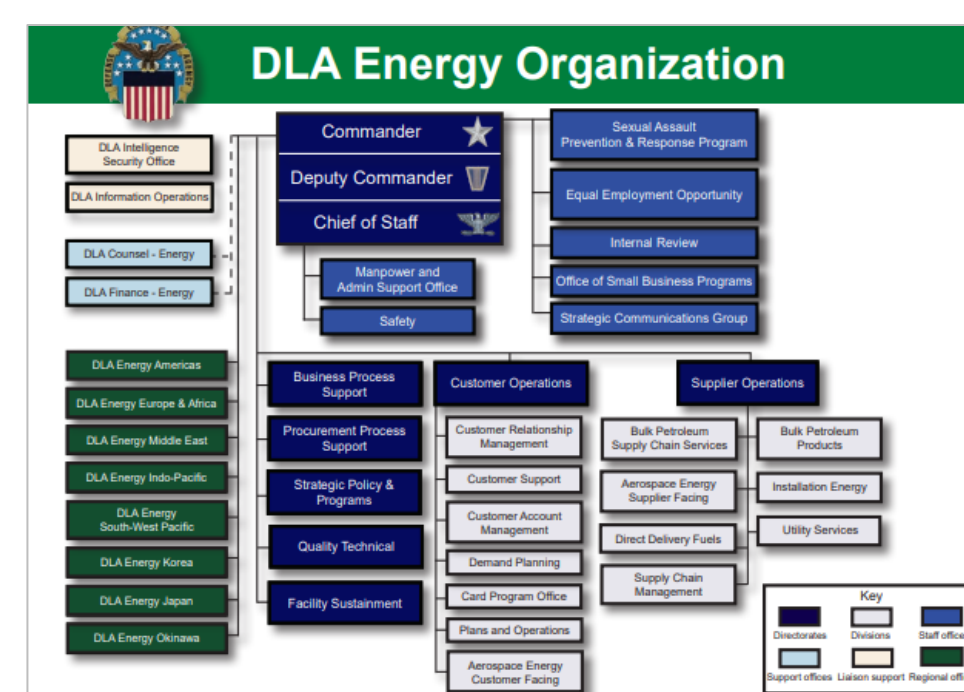 DLA Energy Organization
Commander
Deputy Commander
Chief of Staff
Manpower and
Admin Support Office
Safety
Sexual Assault
Prevention & Response Program
Equal Employment Opportunity
Internal Review
Office of Small Business Programs
Strategic Communications Group
DLA Intelligence
Security Office
DLA Information Operations
DLA Counsel - Energy
DLA Finance - Energy
DLA Energy Americas
DLA Energy Europe & Africa
DLA Energy Middle East
DLA Energy Indo-Pacific
DLA Energy
South-West Pacific
DLA Energy Korea
DLA Energy Japan
DLA Energy Okinawa
Business Process
Support
Procurement Process
Support
Strategic Policy &
Programs
Quality Technical
Facility Sustainment
Customer Operations
Customer Relationship
Management
Customer Support
Customer Account
Management
Demand Planning
Card Program Office
Plans and Operations
Aerospace Energy
Customer Facing
Supplier Operations
Bulk Petroleum
Supply Chain Services
Aerospace Energy
Supplier Facing
Direct Delivery Fuels
Supply Chain
Management
Bulk Petroleum
Products
Installation Energy
Utility Services
Key
Directorates Divisions Staff office
Support offices Liaison support Regional offi